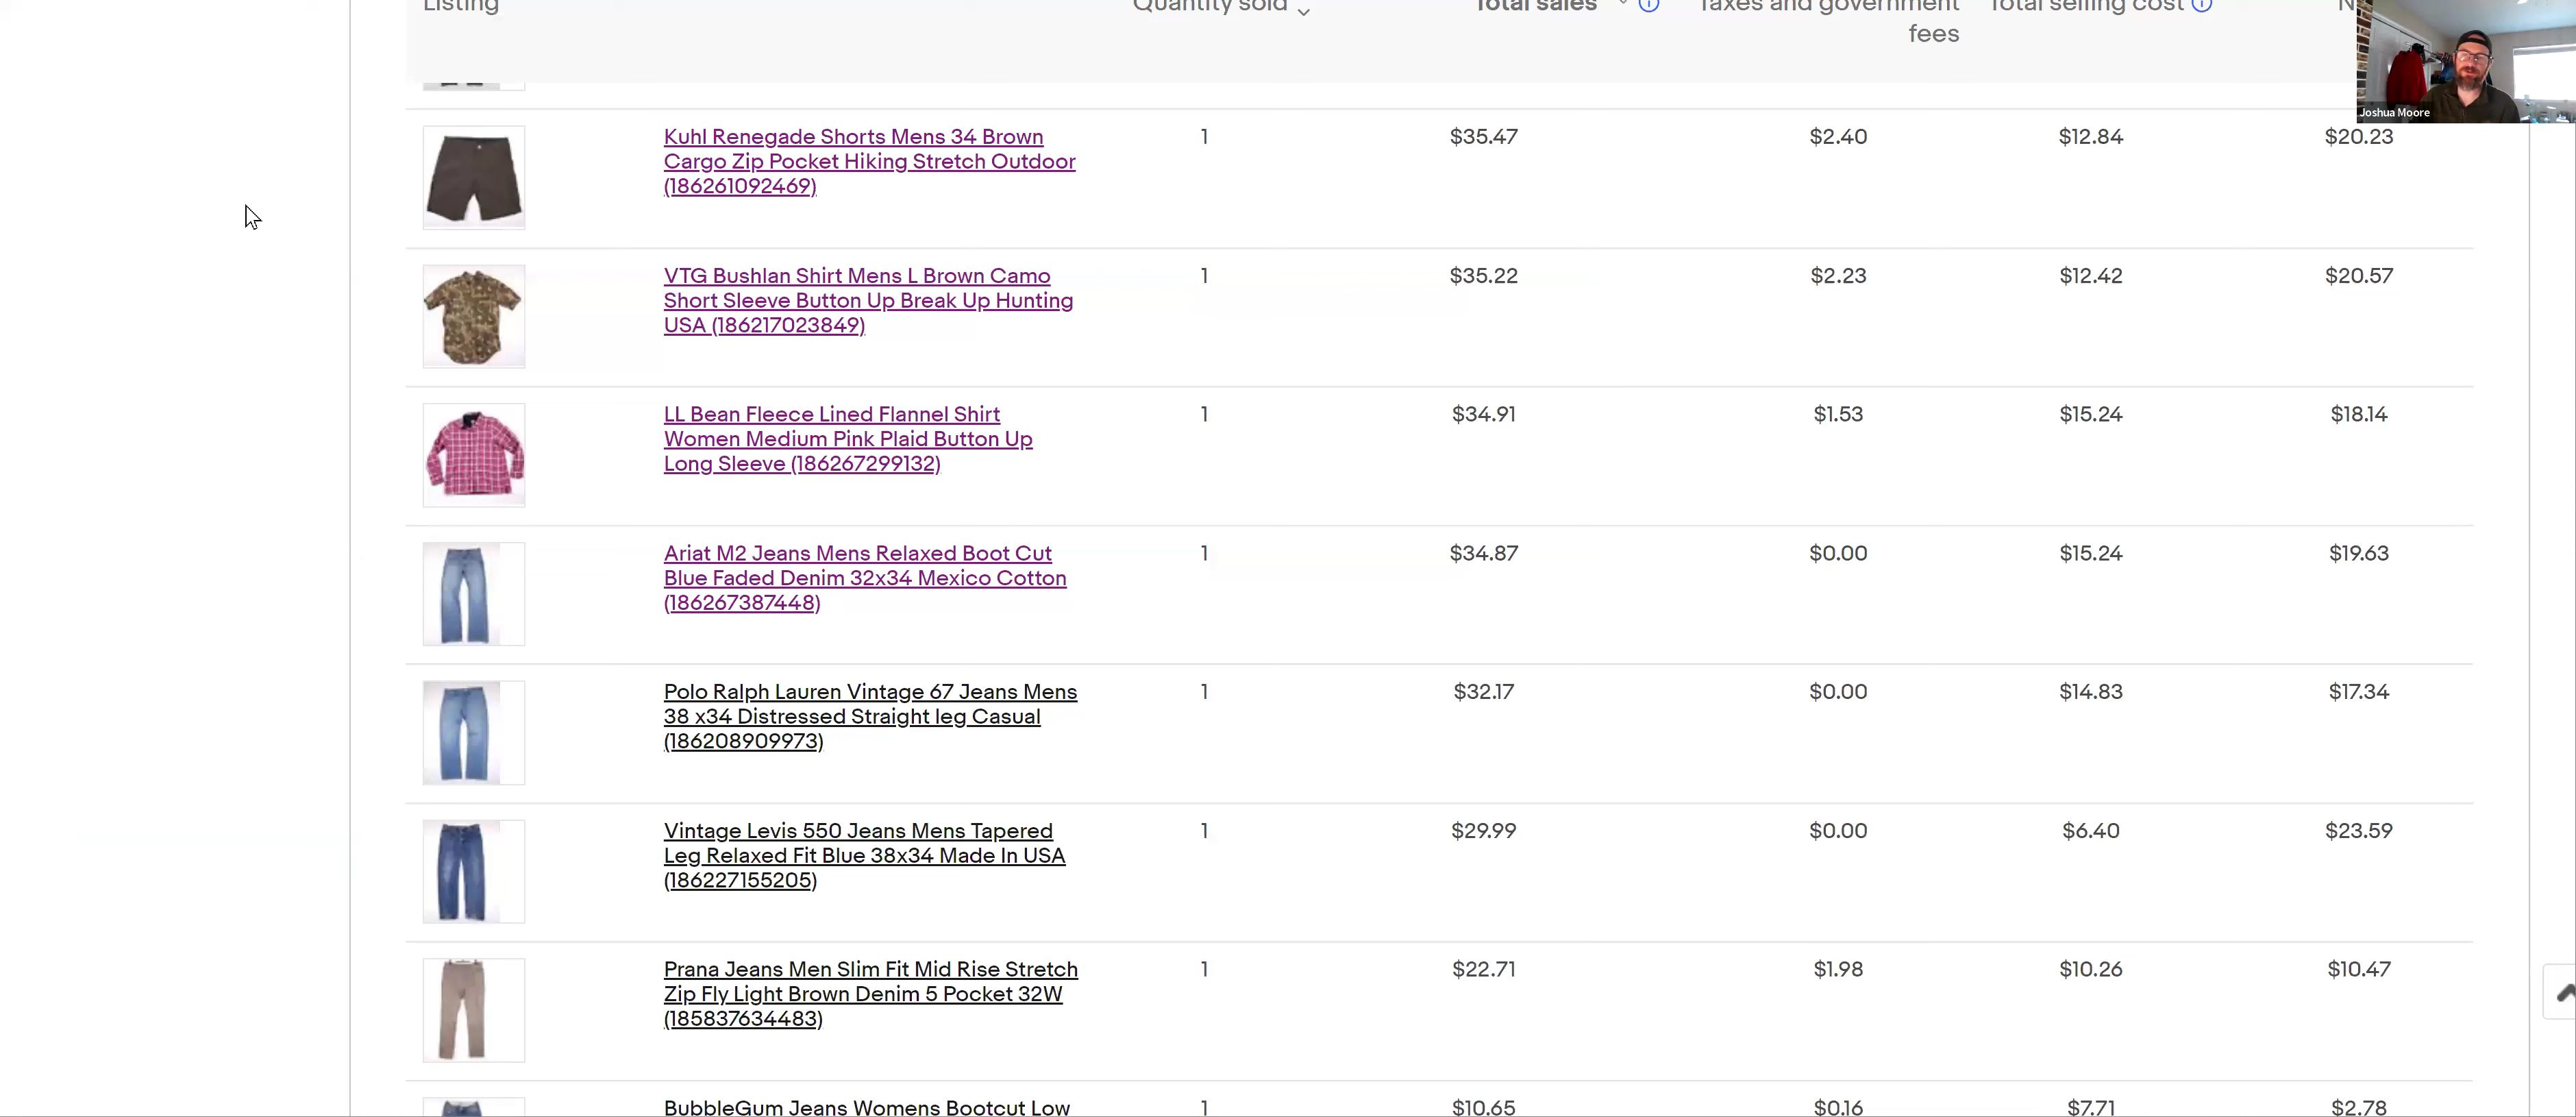 Listing Quantity sold Total sales Taxes and government Total selling cost N
fees
Joshua Moore
Kuhl Renegade Shorts Mens 34 Brown 1 $35.47 $2.40 $12.84 $20.23
Cargo Zip Pocket Hiking Stretch Outdoor
(186261092469)
VTG Bushlan Shirt Mens L Brown Camo 1 $35.22 $2.23 $12.42 $20.57
Short Sleeve Button Up Break Up Hunting
USA (186217023849)
LL Bean Fleece Lined Flannel Shirt 1 $34.91 $1.53 $15.24 $18.14
Women Medium Pink Plaid Button Up
Long Sleeve (186267299132)
Ariat M2 Jeans Mens Relaxed Boot Cut 1 $34.87 $0.00 $15.24 $19.63
Blue Faded Denim 32x34 Mexico Cotton
(186267387448)
Polo Ralph Lauren Vintage 67 Jeans Mens 1 $32.17 $0.00 $14.83 $17.34
38 x34 Distressed Straight leg Casual
(186208909973)
Vintage Levis 550 Jeans Mens Tapered 1 $29.99 $0.00 $6.40 $23.59
Leg Relaxed Fit Blue 38x34 Made In USA
(186227155205)
Prana Jeans Men Slim Fit Mid Rise Stretch 1 $22.71 $1.98 $10.26 $10.47
Zip Fly Light Brown Denim 5 Pocket 32W
(185837634483)
BubbleGum Jeans Womens Bootcut Low 1 $10.65 $0.16 $7.71 $2.78